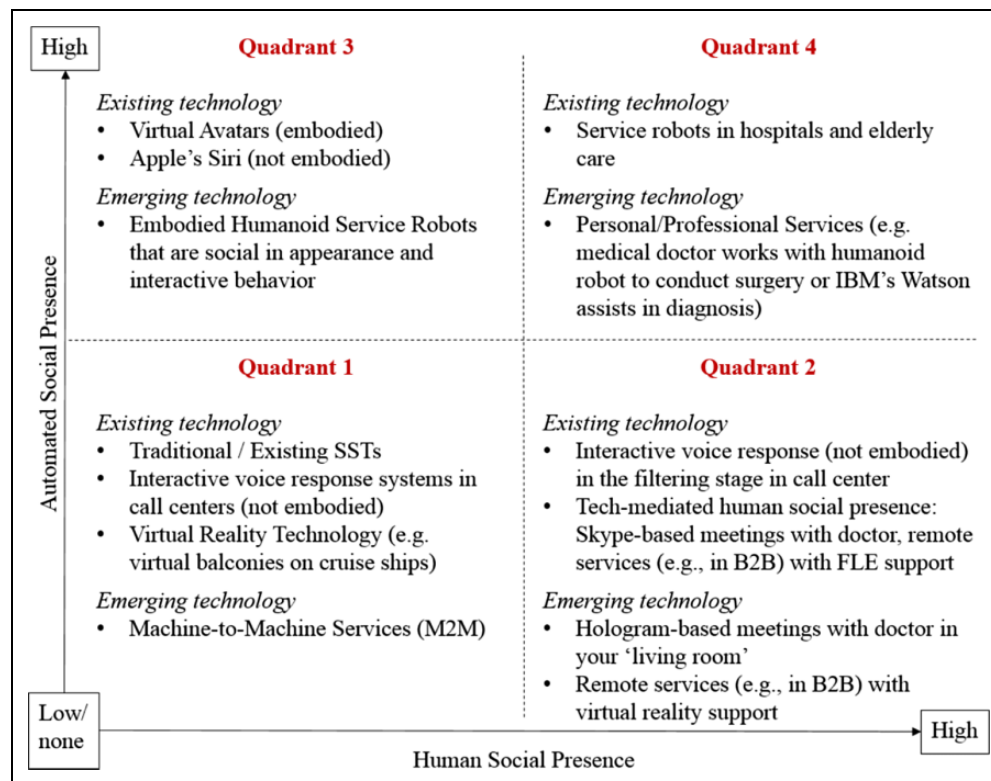 High
Quadrant 3
Existing technology
• Virtual Avatars (embodied)
• Apple's Siri (not embodied)
Emerging technology
• Embodied Humanoid Service Robots
that are social in appearance and
interactive behavior
Quadrant 4
Existing technology
• Service robots in hospitals and elderly
care
Emerging technology
• Personal/Professional Services (e.g.
medical doctor works with humanoid
robot to conduct surgery or IBM's Watson
assists in diagnosis)
Automated Social Presence
Quadrant 1
Existing technology
• Traditional / Existing SSTs
• Interactive voice response systems in
call centers (not embodied)
• Virtual Reality Technology (e.g.
virtual balconies on cruise ships)
Emerging technology
• Machine-to-Machine Services (M2M)
Quadrant 2
Existing technology
• Interactive voice response (not embodied)
in the filtering stage in call center
• Tech-mediated human social presence:
Skype-based meetings with doctor, remote
services (e.g., in B2B) with FLE support
Emerging technology
• Hologram-based meetings with doctor in
your ‘living room’
• Remote services (e.g., in B2B) with
virtual reality support
Low/
none
Human Social Presence
High